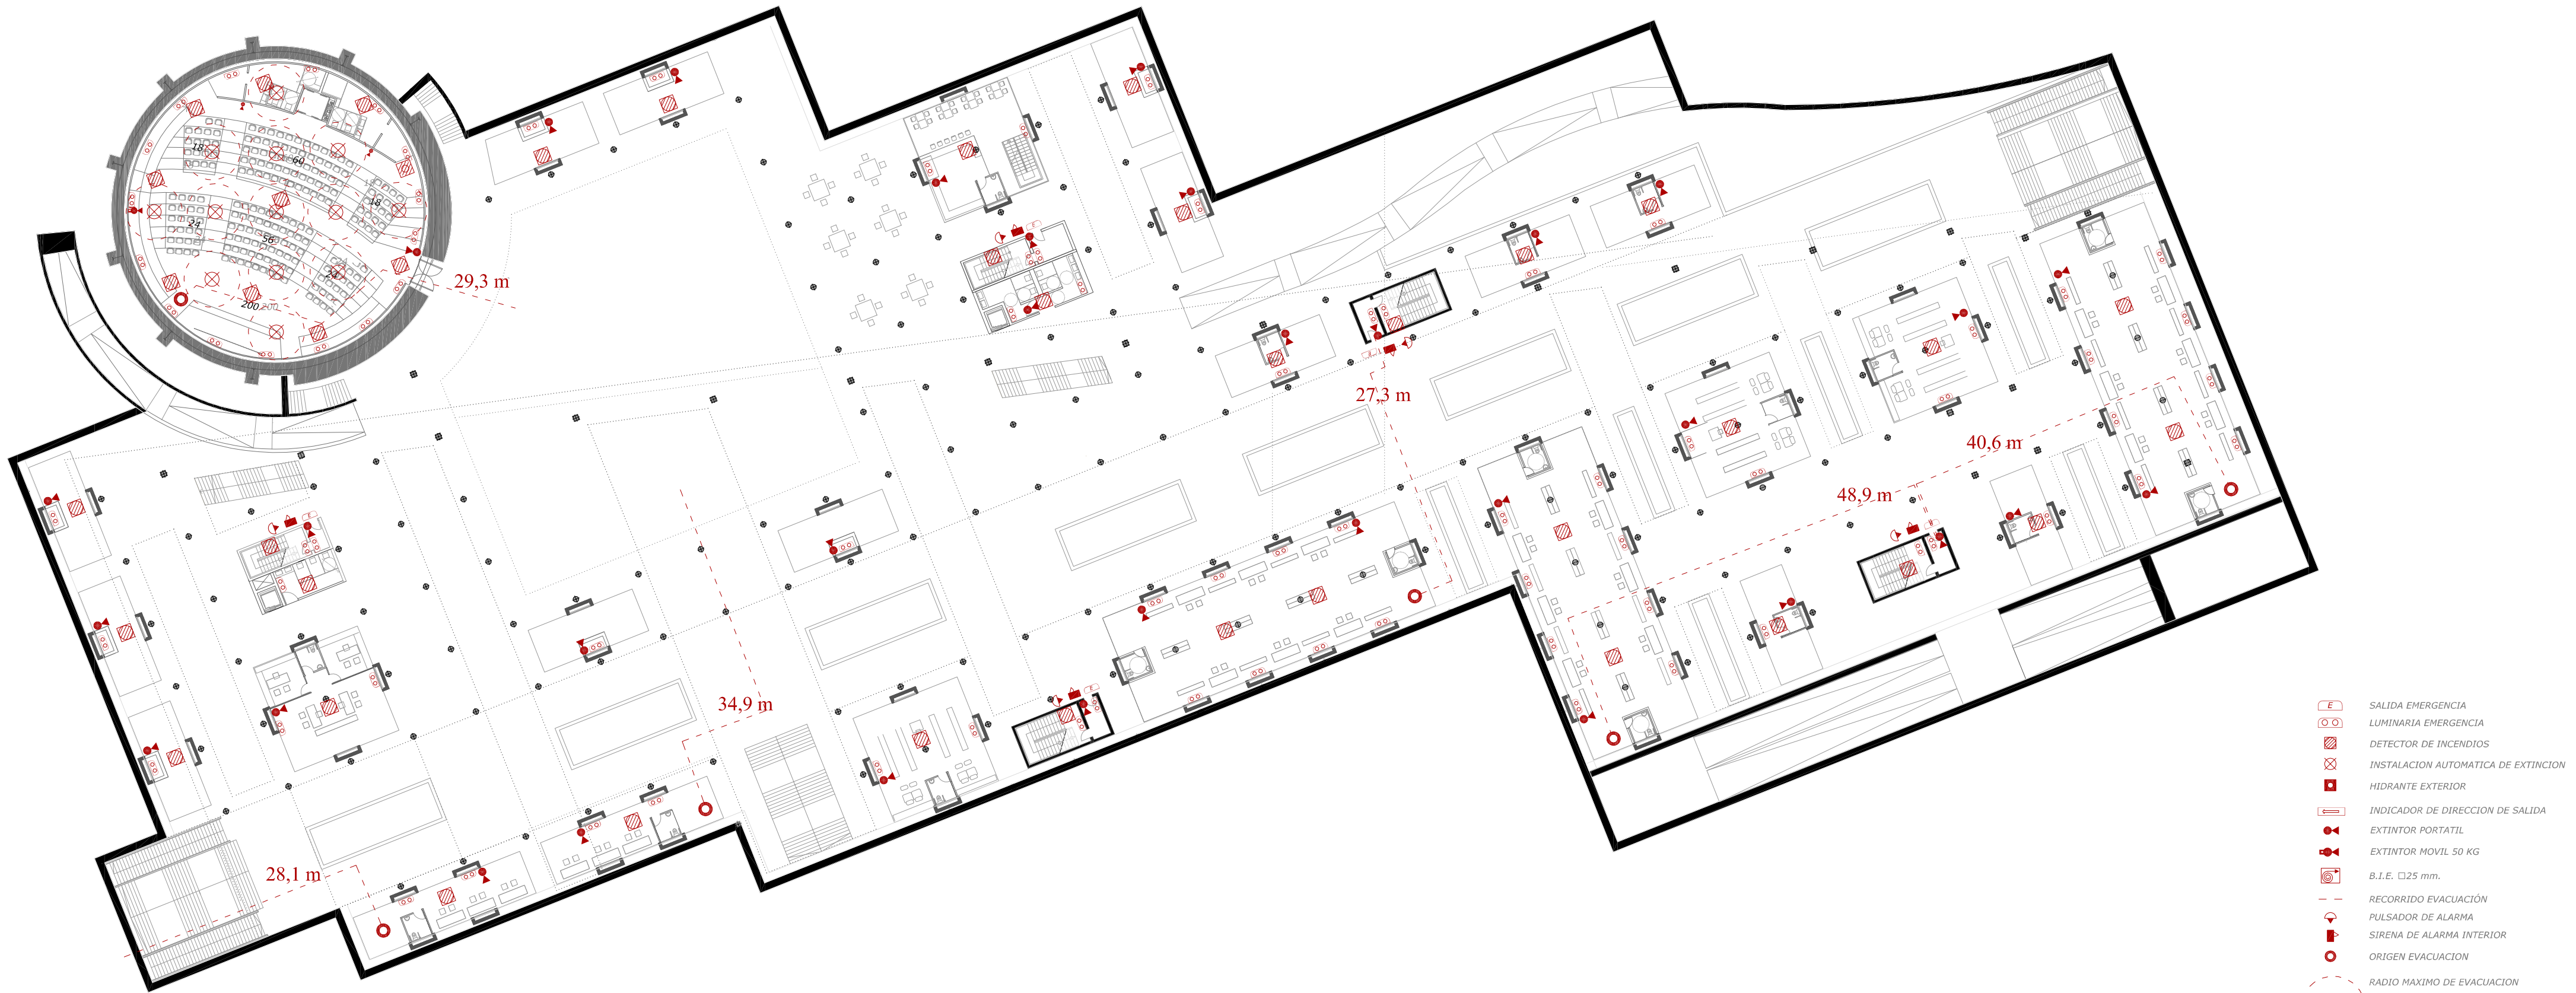 18
60
18
24
56
24
200
200
29,3 m
E
27,3 m
E
40,6 m
48,9 m
E
E
34,9 m
E
28,1 m
E SALIDA EMERGENCIA
LUMINARIA EMERGENCIA
DETECTOR DE INCENDIOS
INSTALACION AUTOMATICA DE EXTINCION
HIDRANTE EXTERIOR
INDICADOR DE DIRECCION DE SALIDA
EXTINTOR PORTATIL
EXTINTOR MOVIL 50 KG
B.I.E. □25 mm.
RECORRIDO EVACUACIÓN
PULSADOR DE ALARMA
SIRENA DE ALARMA INTERIOR
ORIGEN EVACUACION
RADIO MAXIMO DE EVACUACION